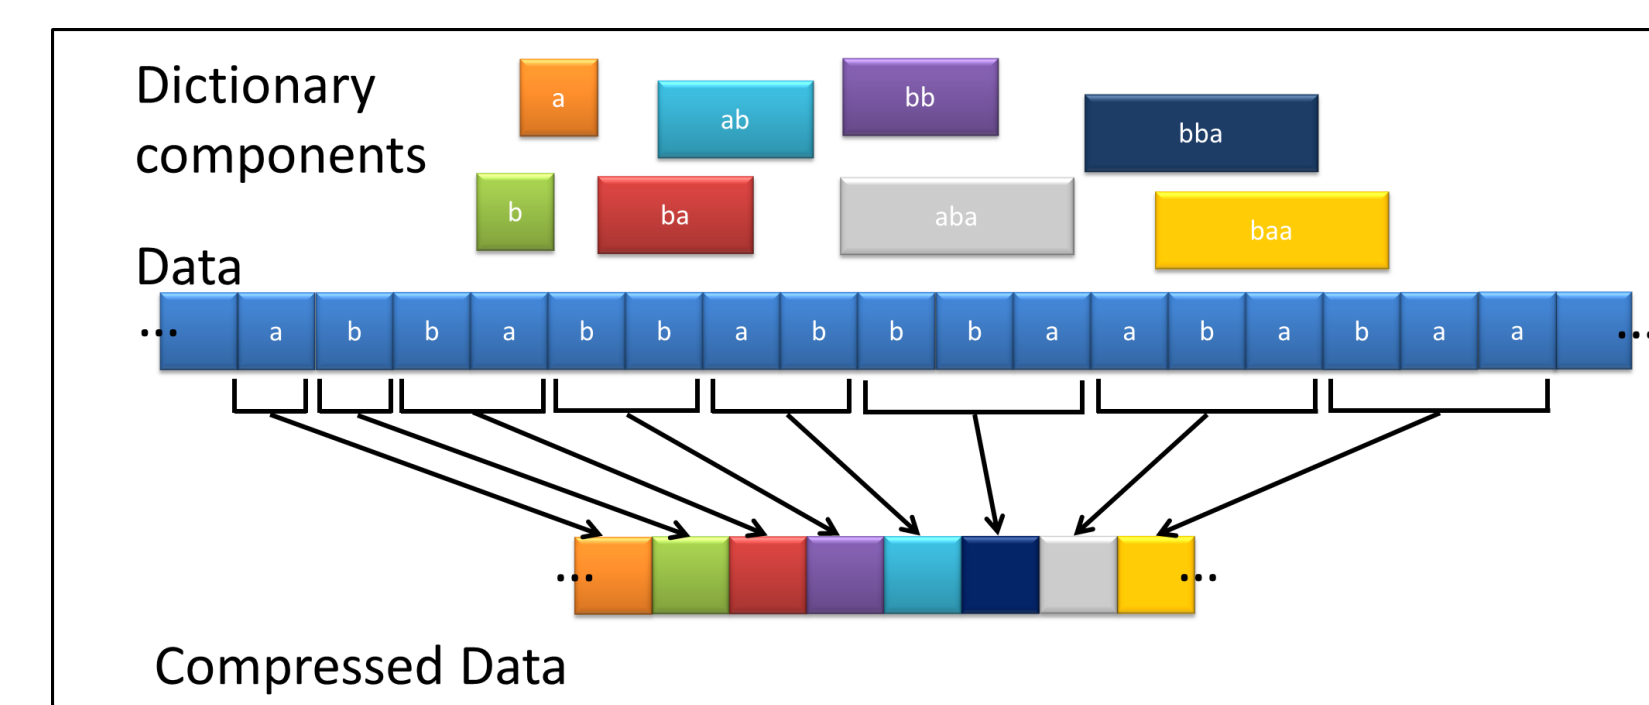 Dictionary
components
a
ab
bb
bba
b
ba
aba
baa
Data
... a b b a b b a b b b a a b a b a a ...
... ...
Compressed Data